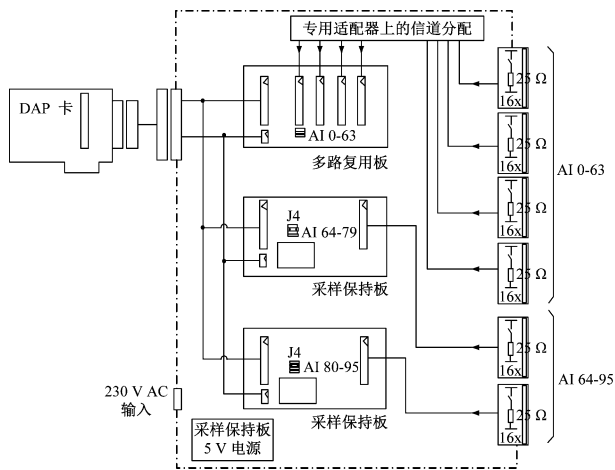 专用适配器上的信道分配
DAP 卡
AI 0-63
多路复用板
J4
AI 64-79
采样保持板
J4
AI 80-95
采样保持板
230 V AC
输入
采样保持板
5 V 电源
25 Ω
16x
25 Ω
16x
25 Ω
16x
25 Ω
16x
25 Ω
16x
25 Ω
16x
AI 0-63
AI 64-95